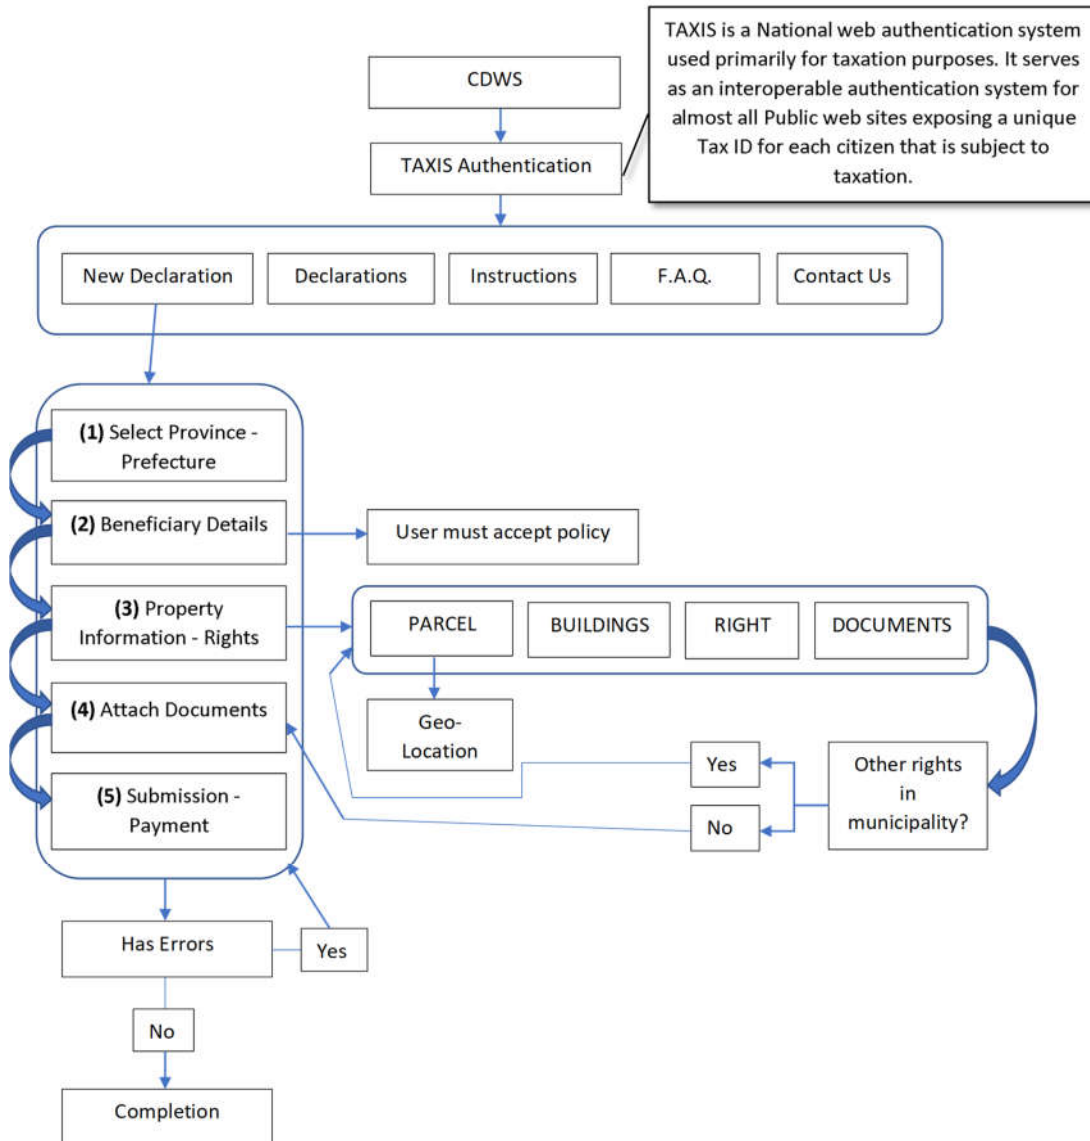 TAXIS is a National web authentication system
used primarily for taxation purposes. It serves
as an interoperable authentication system for
almost all Public web sites exposing a unique
Tax ID for each citizen that is subject to
taxation.
CDWS
TAXIS Authentication
New Declaration
Declarations
Instructions
F.A.Q.
Contact Us
(1) Select Province -
Prefecture
(2) Beneficiary Details
User must accept policy
(3) Property
Information - Rights
PARCEL
BUILDINGS
RIGHT
DOCUMENTS
(4) Attach Documents
Geo-
Location
Yes
No
Other rights
in
municipality?
(5) Submission -
Payment
Has Errors
Yes
No
Completion